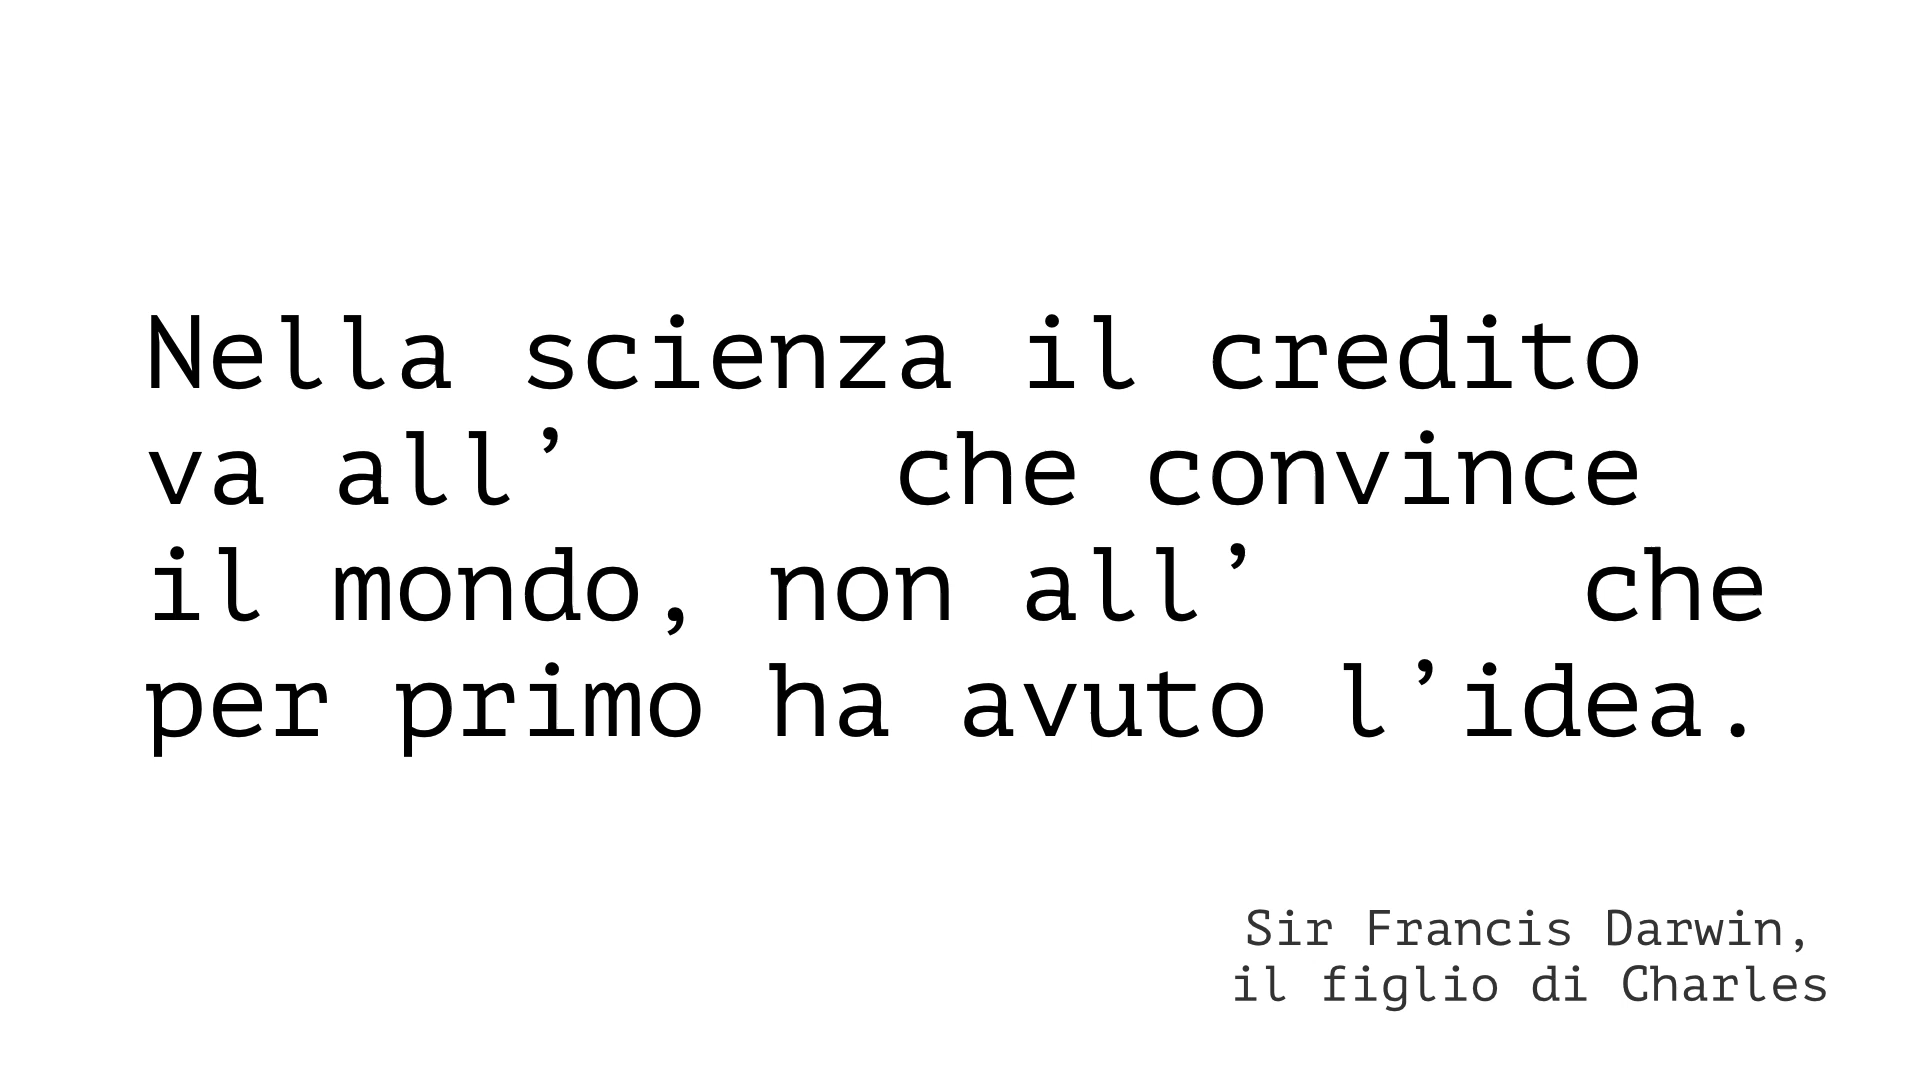 Nella scienza il credito
va all’ che convince
il mondo, non all’ che
per primo ha avuto l’idea.
Sir Francis Darwin,
il figlio di Charles